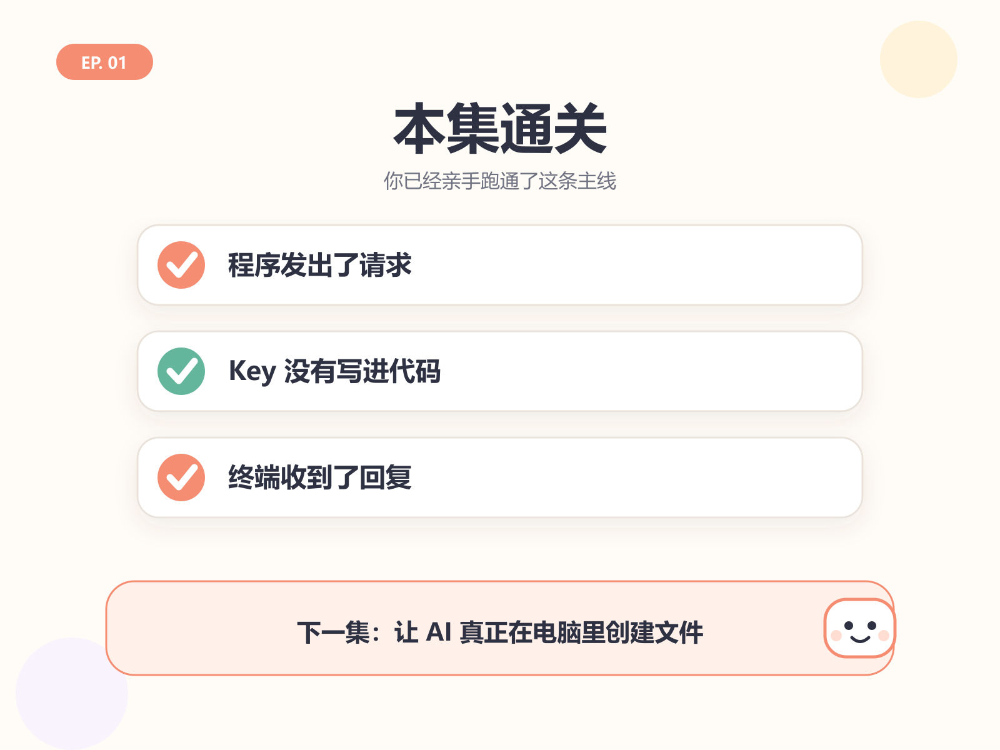 EP. 01
本集通关
你已经亲手跑通了这条主线
程序发出了请求
Key 没有写进代码
终端收到了回复
下一集：让 AI 真正在电脑里创建文件